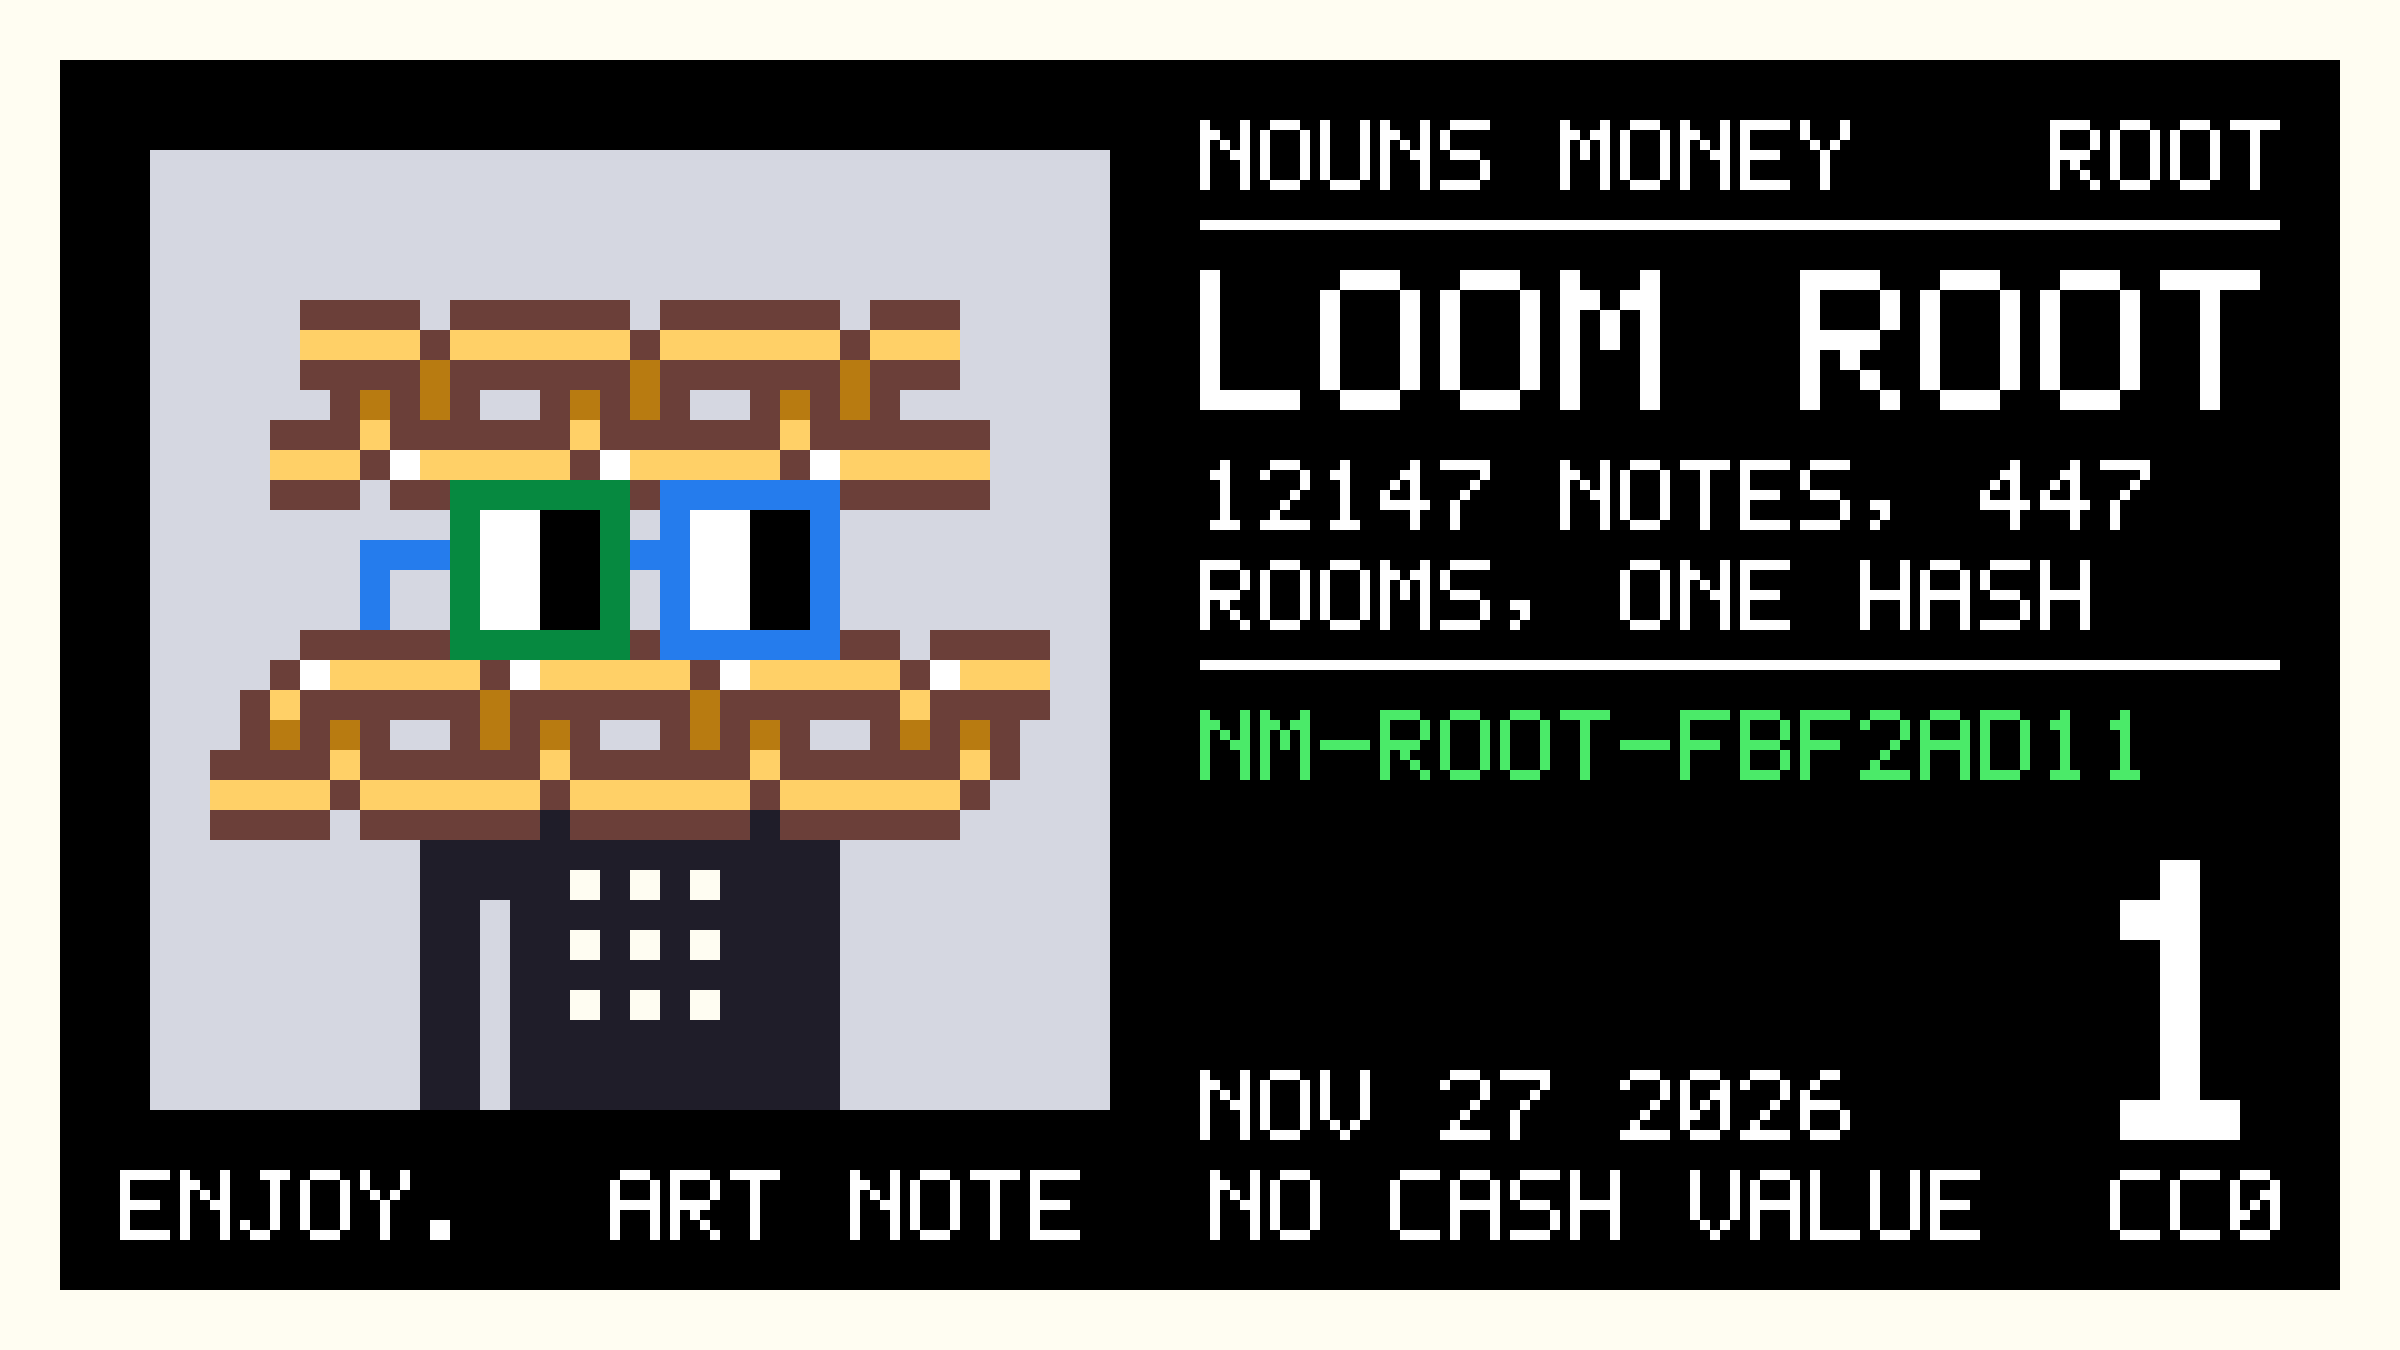 NOUNS MONEY ROOT
LOOM ROOT
12147 NOTES, 447
ROOMS, ONE HASH
NM-ROOT-FBF2AD11
1
NOV 27 2026
ENJOY. ART NOTE NO CASH VALUE CC0